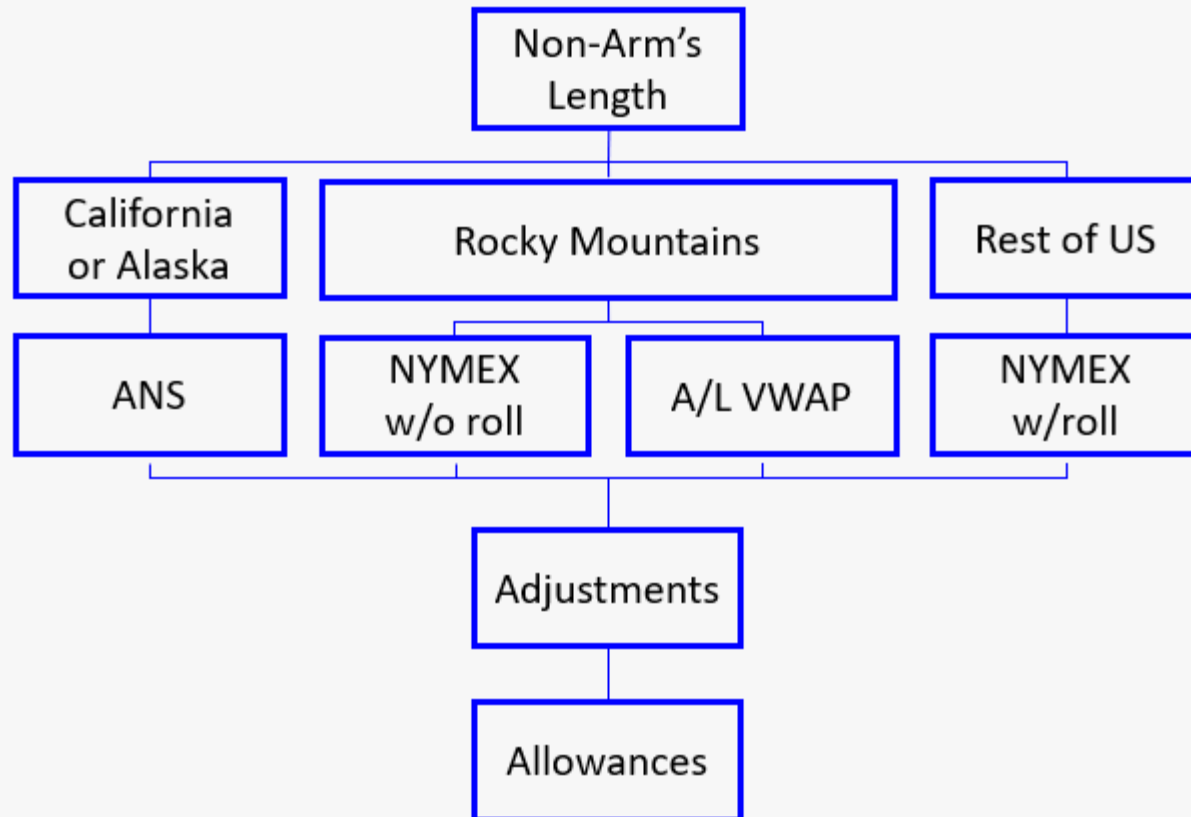 Non-Arm’s
Length
California
or Alaska
Rocky Mountains
Rest of US
ANS
NYMEX
w/o roll
A/L VWAP
NYMEX
w/roll
Adjustments
Allowances